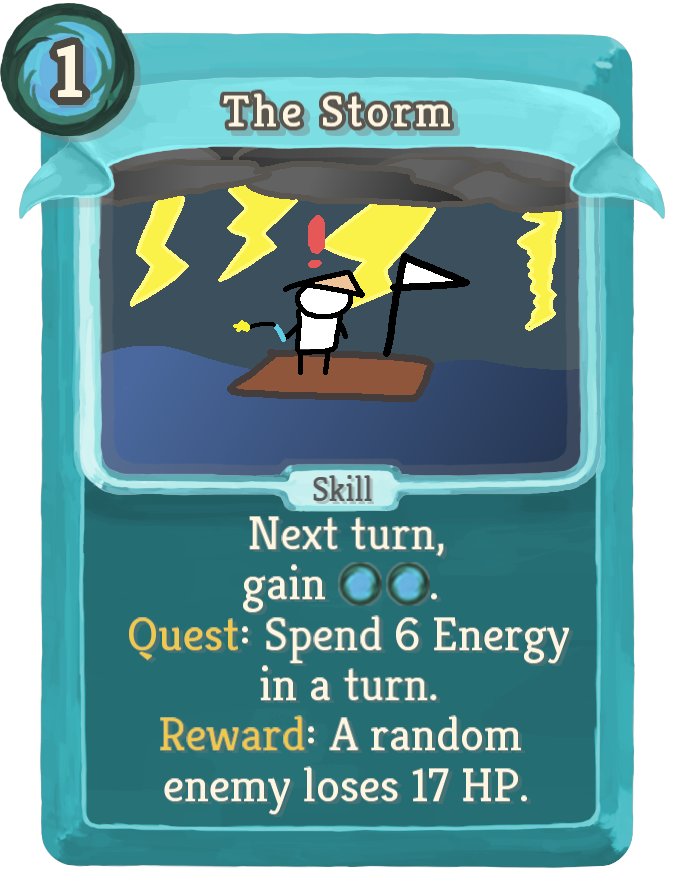 1
The Storm
Skill
Next turn,
gain .
Quest: Spend 6 Energy
in a turn.
Reward: A random
enemy loses 17 HP.